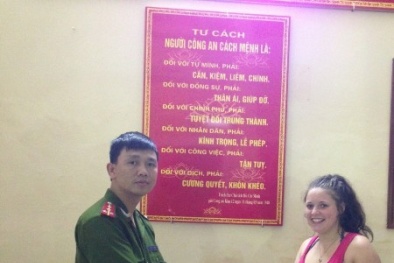 TƯ CÁCH
NGƯỜI CÔNG AN CÁCH MỆNH LÀ:
ĐỐI VỚI TỰ MÌNH, PHẢI:
CẦN, KIỆM, LIÊM, CHÍNH.
ĐỐI VỚI ĐỒNG SỰ, PHẢI:
THÂN ÁI, GIÚP ĐỠ.
ĐỐI VỚI CHÍNH PHỦ, PHẢI:
TUYỆT ĐỐI TRUNG THÀNH.
ĐỐI VỚI NHÂN DÂN, PHẢI:
KÍNH TRỌNG, LỄ PHÉP.
ĐỐI VỚI CÔNG VIỆC, PHẢI:
TẬN TỤY.
ĐỐI VỚI ĐỊCH, PHẢI:
CƯƠNG QUYẾT, KHÔN KHÉO.